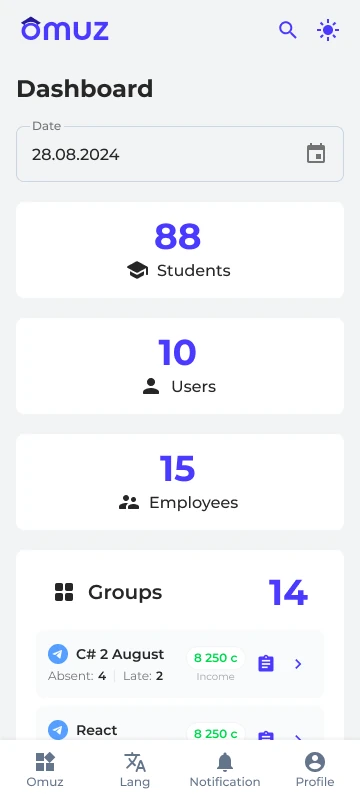 omuz
Dashboard
Date
28.08.2024
88
Students
10
Users
15
Employees
Groups
14
C# 2 August
8 250 c
Absent: 4
Late: 2
Income
React
8 250 c
Omuz
Lang
Notification
Profile